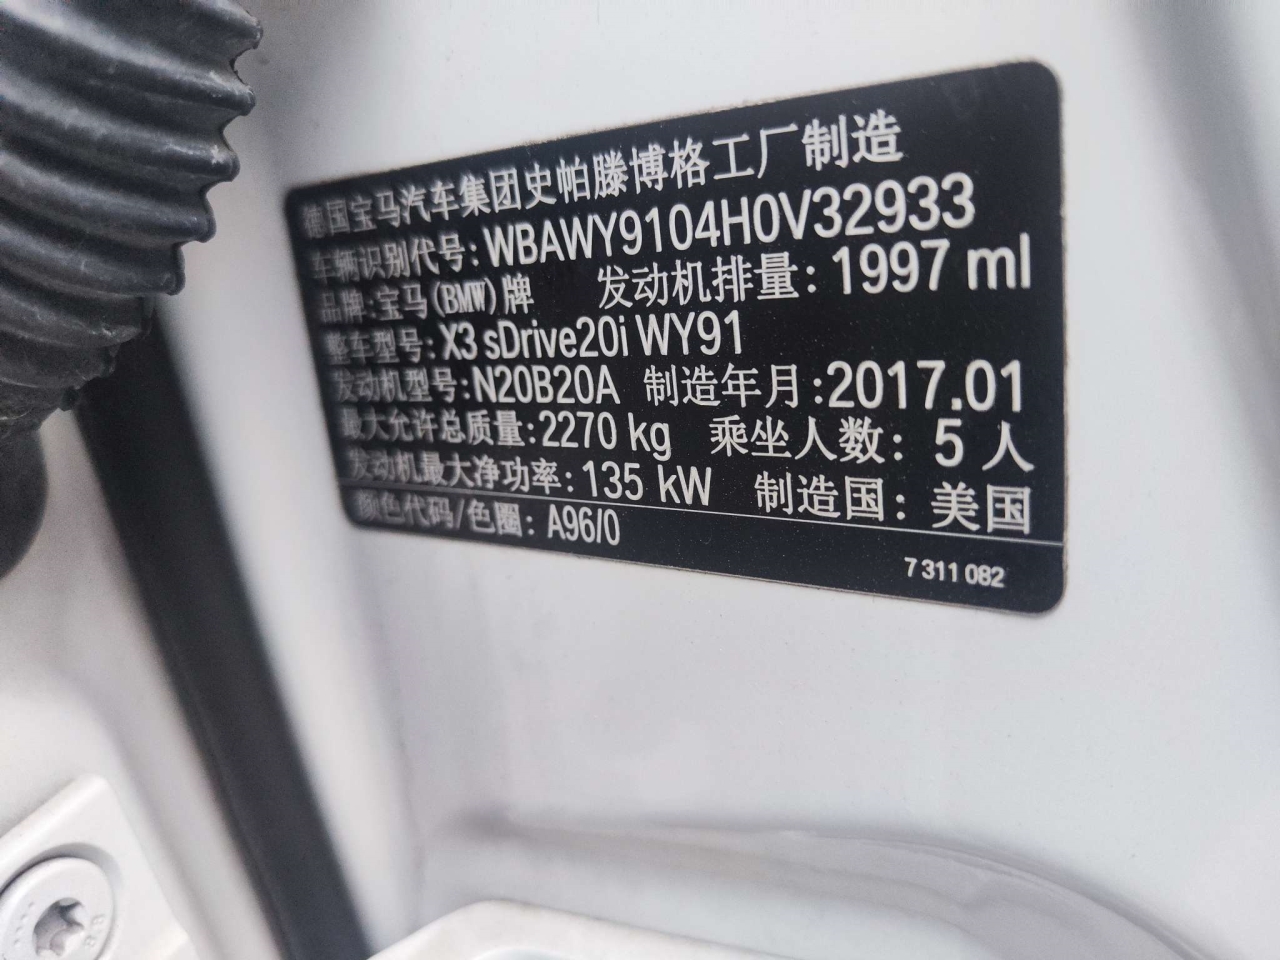 德国宝马汽车集团史帕滕博格工厂制造
车辆识别代号: WBAWY9104H0V32933
品牌: 宝马(BMW)牌 发动机排量: 1997 ml
整车型号: X3 sDrive20i WY91
发动机型号: N20B20A 制造年月: 2017.01
最大允许总质量: 2270 kg 乘坐人数: 5 人
发动机最大净功率: 135 kW 制造国: 美国
颜色代码/色圈: A96/0
7 311 082